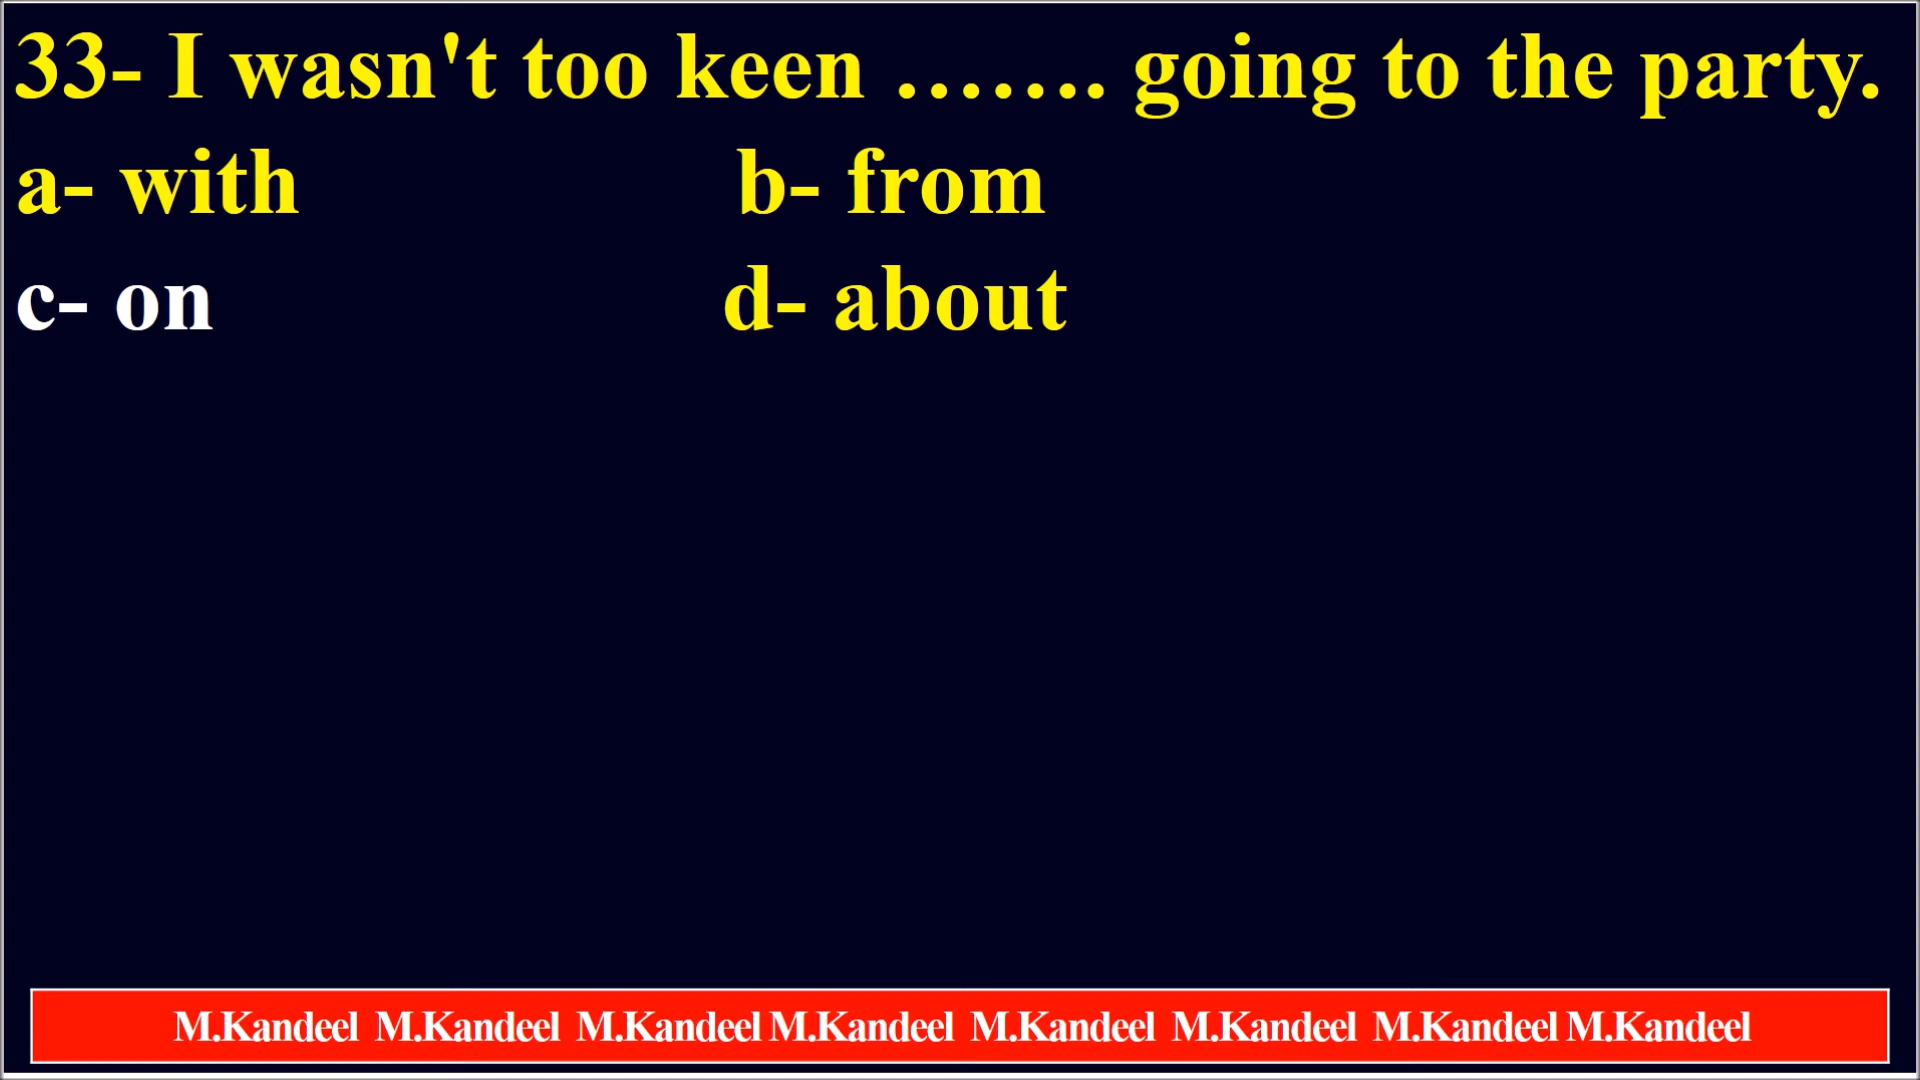 33- I wasn't too keen ……. going to the party.
a- with b- from
c- on d- about
M.Kandeel M.Kandeel M.Kandeel M.Kandeel M.Kandeel M.Kandeel M.Kandeel M.Kandeel